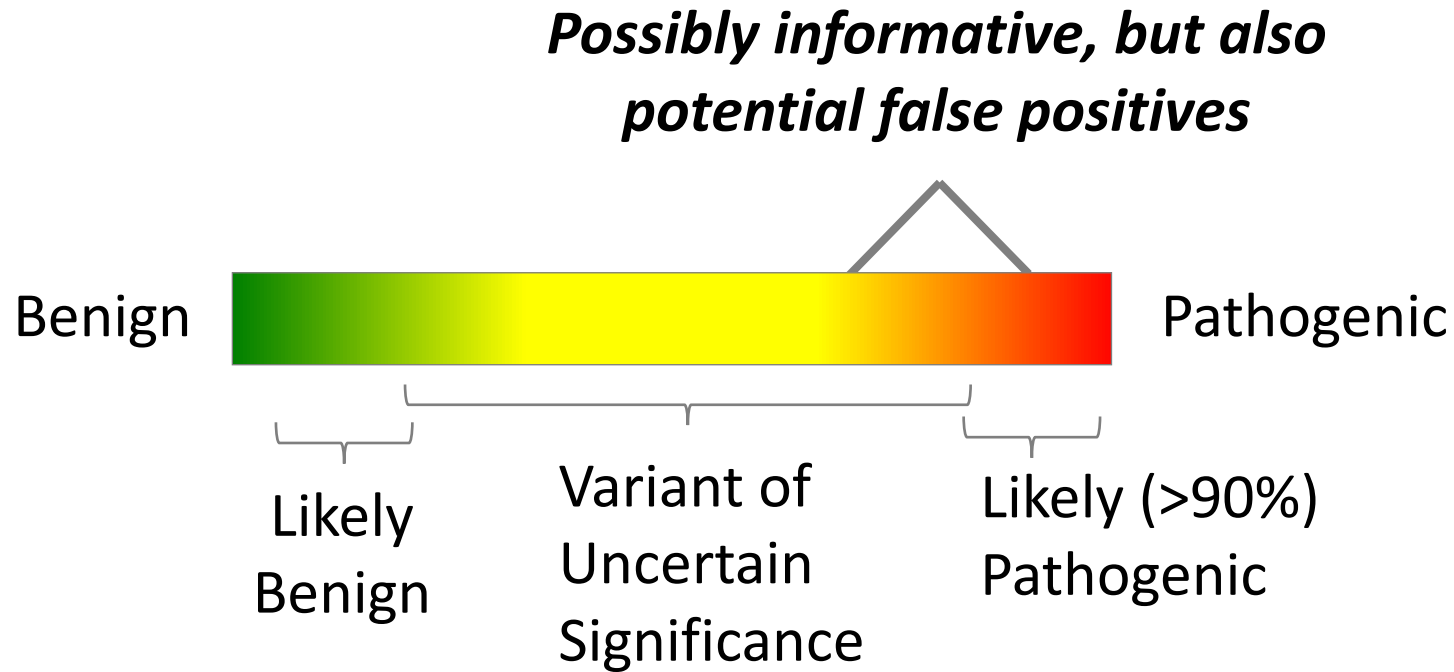 Possibly informative, but also
potential false positives
Benign
Pathogenic
Likely
Benign
Variant of
Uncertain
Significance
Likely (>90%)
Pathogenic